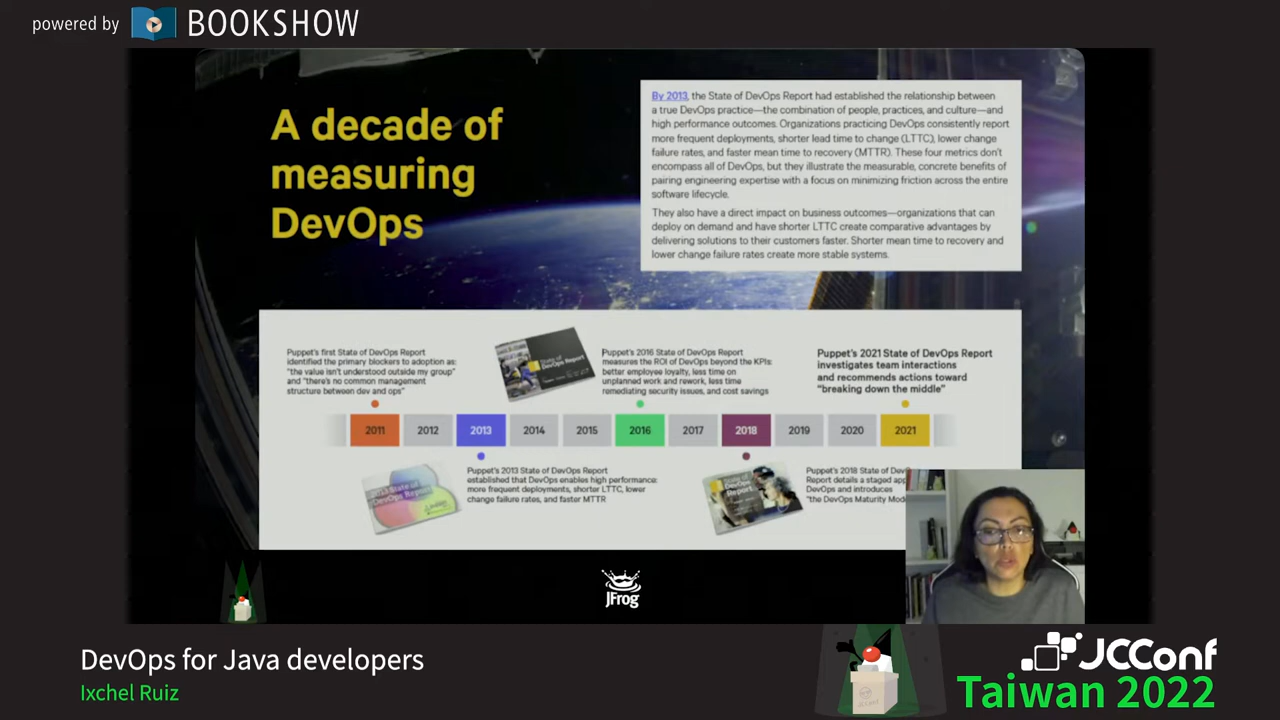 powered by BOOKSHOW
A decade of
measuring
DevOps
By 2013, the State of DevOps Report had established the relationship between
a true DevOps practice—the combination of people, practices, and culture—and
high performance outcomes. Organizations practicing DevOps consistently report
more frequent deployments, shorter lead time to change (LTTC), lower change
failure rates, and faster mean time to recovery (MTTR). These four metrics don't
encompass all of DevOps, but they illustrate the measurable, concrete benefits of
pairing engineering expertise with a focus on minimizing friction across the entire
software lifecycle.
They also have a direct impact on business outcomes—organizations that can
deploy on demand and have shorter LTTC create comparative advantages by
delivering solutions to their customers faster. Shorter mean time to recovery and
lower change failure rates create more stable systems.
Puppet's first State of DevOps Report
identified the primary blockers to adoption as:
"the value isn't understood outside my group"
and "there's no common management
structure between dev and ops"
State of
DevOps Report
Puppet's 2016 State of DevOps Report
measures the ROI of DevOps beyond the KPIs:
better employee loyalty, less time on
unplanned work and rework, less time
remediating security issues, and cost savings
Puppet's 2021 State of DevOps Report
investigates team interactions
and recommends actions toward
"breaking down the middle"
2011 2012 2013 2014 2015 2016 2017 2018 2019 2020 2021
2013 State of
DevOps Report
Puppet's 2013 State of DevOps Report
established that DevOps enables high performance:
more frequent deployments, shorter LTTC, lower
change failure rates, and faster MTTR
State of
DevOps
Report
Puppet's 2018 State of Dev
Report details a staged app
DevOps and introduces
"the DevOps Maturity Mod
JFrog
DevOps for Java developers
Ixchel Ruiz
JCConf
Taiwan 2022